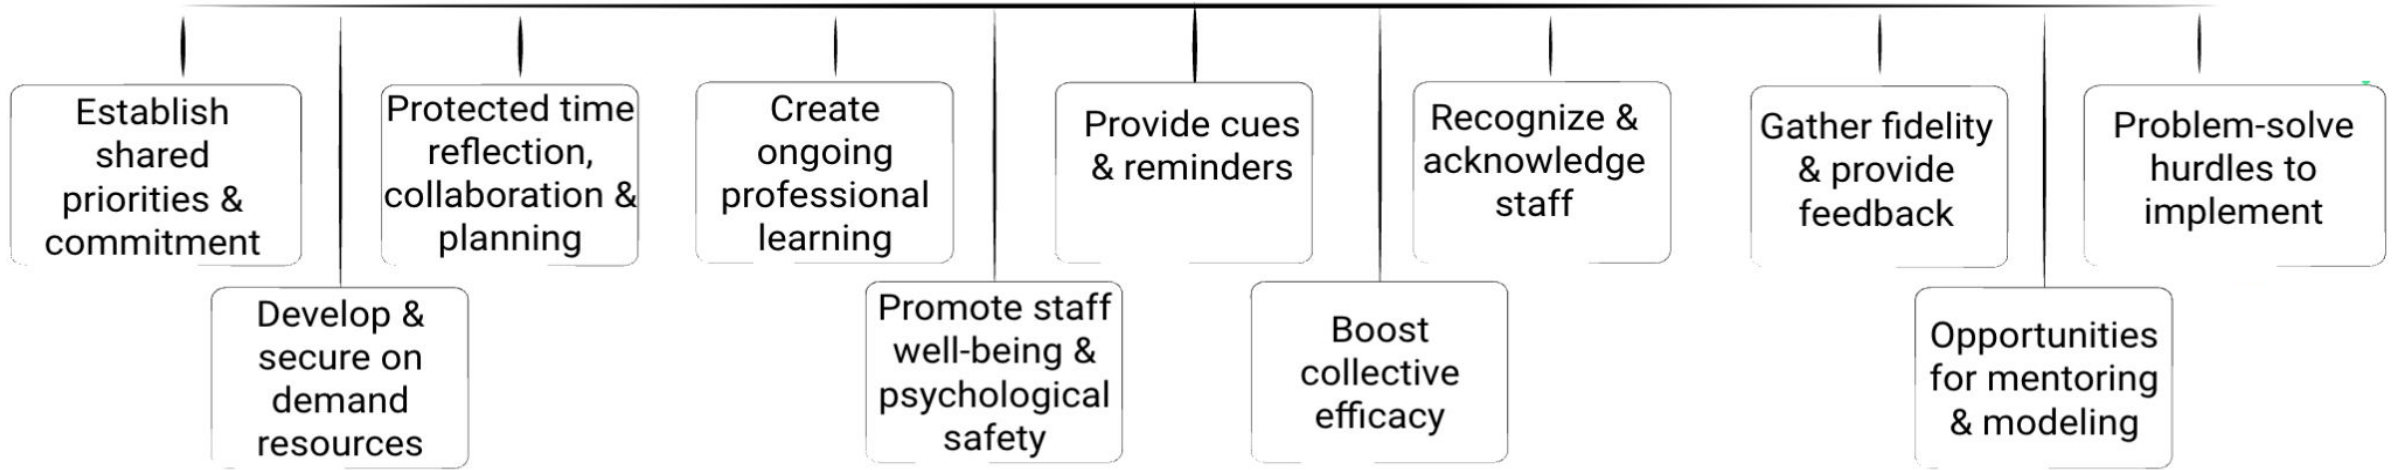 Establish
shared
priorities &
commitment
Develop &
secure on
demand
resources
Protected time
reflection,
collaboration &
planning
Create
ongoing
professional
learning
Promote staff
well-being &
psychological
safety
Provide cues
& reminders
Boost
collective
efficacy
Recognize &
acknowledge
staff
Gather fidelity
& provide
feedback
Opportunities
for mentoring
& modeling
Problem-solve
hurdles to
implement